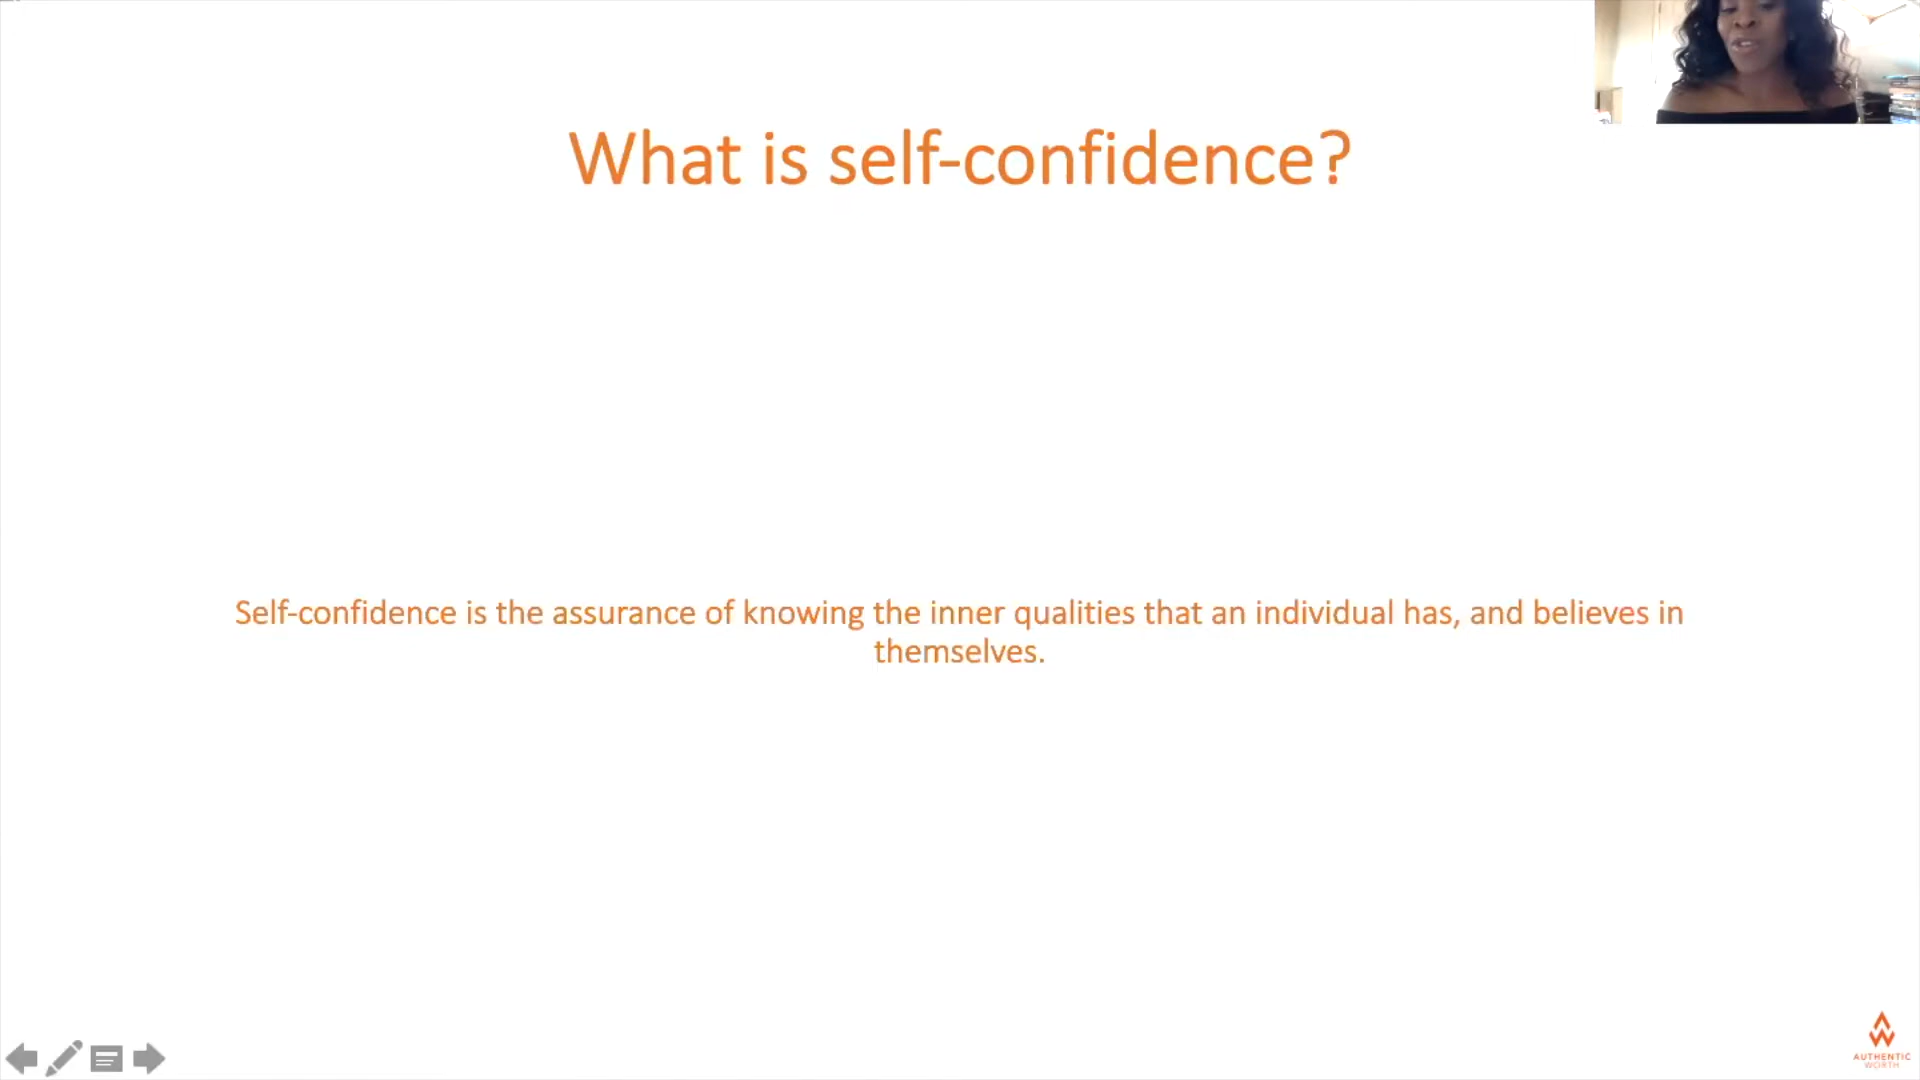 What is self-confidence?
Self-confidence is the assurance of knowing the inner qualities that an individual has, and believes in
themselves.
AUTHENTIC
WORTH